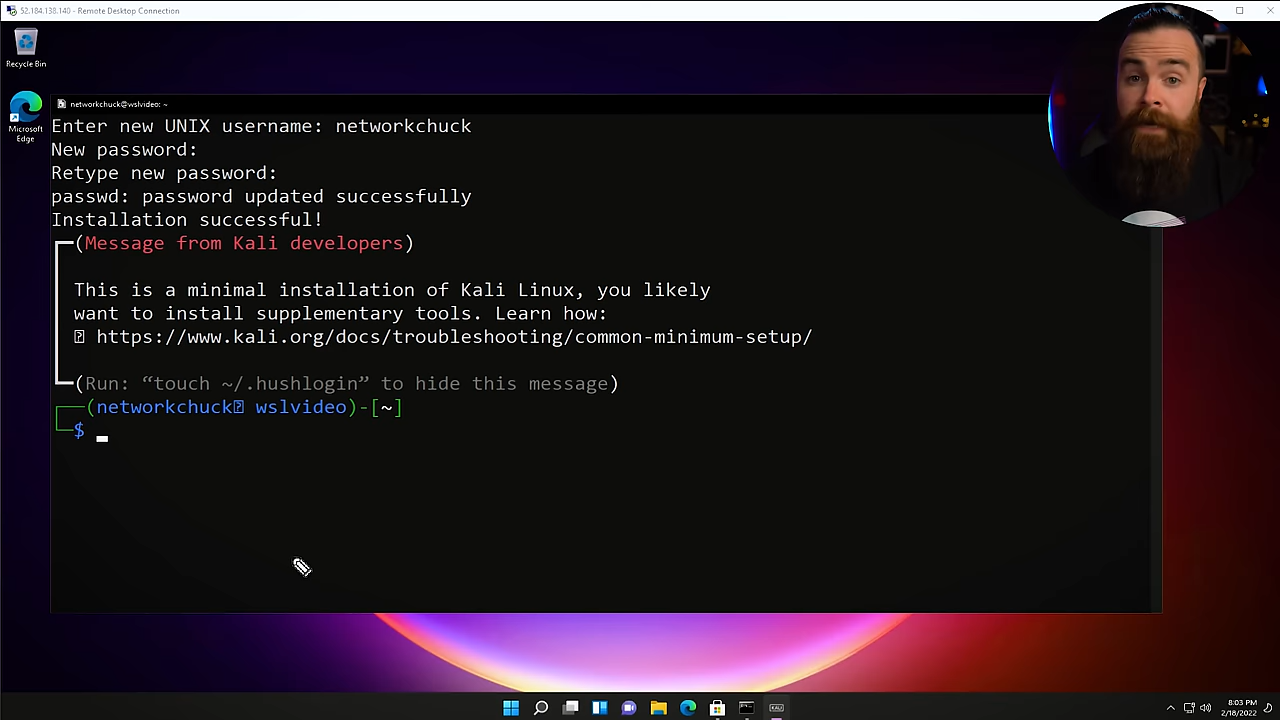 52.184.138.140 - Remote Desktop Connection
Recycle Bin
Microsoft
Edge
networkchuck@wslvideo: ~
Enter new UNIX username: networkchuck
New password:
Retype new password:
passwd: password updated successfully
Installation successful!
(Message from Kali developers)
This is a minimal installation of Kali Linux, you likely
want to install supplementary tools. Learn how:
https://www.kali.org/docs/troubleshooting/common-minimum-setup/
(Run: “touch ~/.hushlogin” to hide this message)
(networkchuck wslvideo)-[~]
$
KALI
8:03 PM
2/18/2022